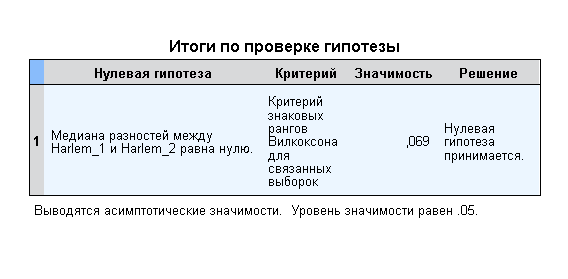 Итоги по проверке гипотезы
Нулевая гипотеза Критерий Значимость Решение
1 Медиана разностей между Harlem_1 и Harlem_2 равна нулю.
Критерий
знаковых
рангов
Вилкоксона
для
связанных
выборок
,069
Нулевая
гипотеза
принимается.
Выводятся асимптотические значимости. Уровень значимости равен .05.